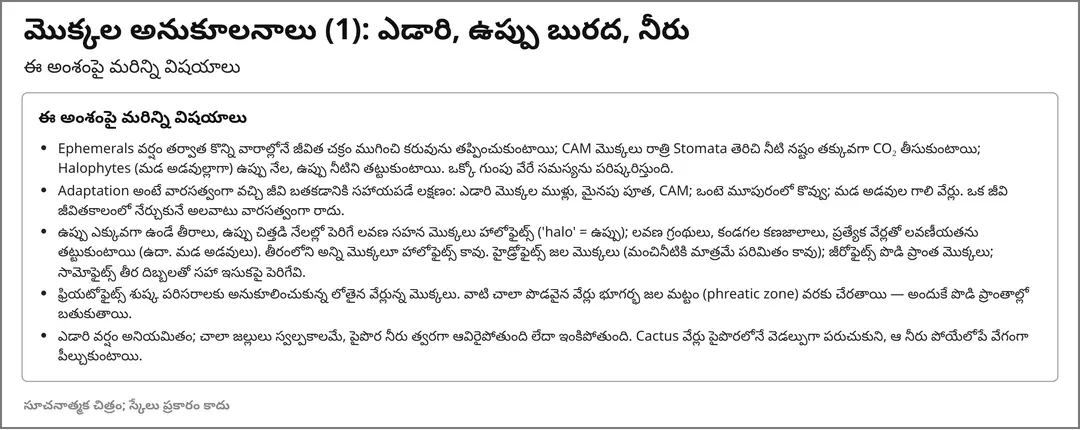 మొక్కల అనుకూలనాలు (1): ఎడారి, ఉప్పు బురద, నీరు
ఈ అంశంపై మరిన్ని విషయాలు
ఈ అంశంపై మరిన్ని విషయాలు
• Ephemerals వర్షం తర్వాత కొన్ని వారాల్లోనే జీవిత చక్రం ముగించి కరువును తప్పించుకుంటాయి; CAM మొక్కలు రాత్రి Stomata తెరిచి నీటి నష్టం తక్కువగా CO₂ తీసుకుంటాయి;
Halophytes (మడ అడవుల్లాగా) ఉప్పు నేల, ఉప్పు నీటిని తట్టుకుంటాయి. ఒక్కో గుంపు వేరే సమస్యను పరిష్కరిస్తుంది.
• Adaptation అంటే వారసత్వంగా వచ్చి జీవి బతకడానికి సహాయపడే లక్షణం: ఎడారి మొక్కల ముళ్లు, మైనపు పూత, CAM; ఒంటె మూపురంలో కొవ్వు; మడ అడవుల గాలి వేర్లు. ఒక జీవి
జీవితకాలంలో నేర్చుకునే అలవాటు వారసత్వంగా రాదు.
• ఉప్పు ఎక్కువగా ఉండే తీరాలు, ఉప్పు చిత్తడి నేలల్లో పెరిగే లవణ సహన మొక్కలు హాలోఫైట్స్ ('halo' = ఉప్పు); లవణ గ్రంథులు, కండగల కణజాలాలు, ప్రత్యేక వేర్లతో లవణీయతను
తట్టుకుంటాయి (ఉదా. మడ అడవులు). తీరంలోని అన్ని మొక్కలూ హాలోఫైట్స్ కావు. హైడ్రోఫైట్స్ జల మొక్కలు (మంచినీటికి మాత్రమే పరిమితం కావు); జీరోఫైట్స్ పొడి ప్రాంత మొక్కలు;
సామోఫైట్స్ తీర దిబ్బలతో సహా ఇసుకపై పెరిగేవి.
• ఫ్రియటోఫైట్స్ శుష్క పరిసరాలకు అనుకూలించుకున్న లోతైన వేర్లున్న మొక్కలు. వాటి చాలా పొడవైన వేర్లు భూగర్భ జల మట్టం (phreatic zone) వరకు చేరతాయి — అందుకే పొడి ప్రాంతాల్లో
బతుకుతాయి.
• ఎడారి వర్షం అనియమితం; చాలా జల్లులు స్వల్పకాలమే, పైపొర నీరు త్వరగా ఆవిరైపోతుంది లేదా ఇంకిపోతుంది. Cactus వేర్లు పైపొరలోనే వెడల్పుగా పరుచుకుని, ఆ నీరు పోయేలోపే వేగంగా
పీల్చుకుంటాయి.
సూచనాత్మక చిత్రం; స్కేలు ప్రకారం కాదు